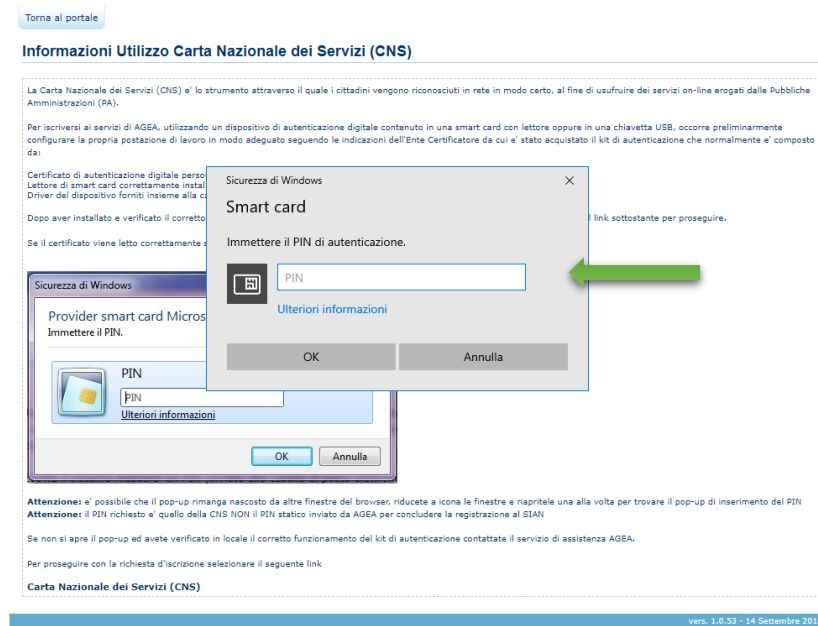 Torna al portale
Informazioni Utilizzo Carta Nazionale dei Servizi (CNS)
La Carta Nazionale dei Servizi (CNS) e' lo strumento attraverso il quale i cittadini vengono riconosciuti in rete in modo certo, al fine di usufruire dei servizi on-line erogati dalle Pubbliche
Amministrazioni (PA).
Per iscriversi ai servizi di AGEA, utilizzando un dispositivo di autenticazione digitale contenuto in una smart card con lettore oppure in una chiavetta USB, occorre preliminarmente
configurare la propria postazione di lavoro in modo adeguato seguendo le indicazioni dell'Ente Certificatore da cui e' stato acquistato il kit di autenticazione che normalmente e' composto
da:
Certificato di autenticazione digitale
Lettore di smart card correttamente
Driver del dispositivo forniti insieme alla
Dopo aver installato e verificato il corretto
link sottostante per proseguire.
Se il certificato viene letto correttamente
Sicurezza di Windows
Smart card
Immettere il PIN di autenticazione.
PIN
Ulteriori informazioni
OK
Annulla
Sicurezza di Windows
Provider smart card
Immettere il PIN.
PIN
PIN
Ulteriori informazioni
OK
Annulla
Attenzione: e' possibile che il pop-up rimanga nascosto da altre finestre del browser, riducete a icona le finestre e riapritele una alla volta per trovare il pop-up di inserimento del PIN
Attenzione: il PIN richiesto e' quello della CNS NON il PIN statico inviato da AGEA per concludere la registrazione al SIAN
Se non si apre il pop-up ed avete verificato in locale il corretto funzionamento del kit di autenticazione contattate il servizio di assistenza AGEA.
Per proseguire con la richiesta d'iscrizione selezionare il seguente link
Carta Nazionale dei Servizi (CNS)
vers. 1.0.53 - 14 Settembre